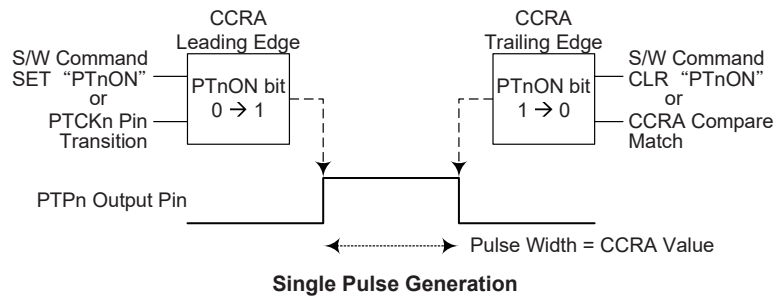 CCRA
Leading Edge
S/W Command
SET “PTnON”
or
PTCKn Pin
Transition
PTnON bit
0 → 1
CCRA
Trailing Edge
PTnON bit
1 → 0
S/W Command
CLR “PTnON”
or
CCRA Compare
Match
PTPn Output Pin
Pulse Width = CCRA Value
Single Pulse Generation